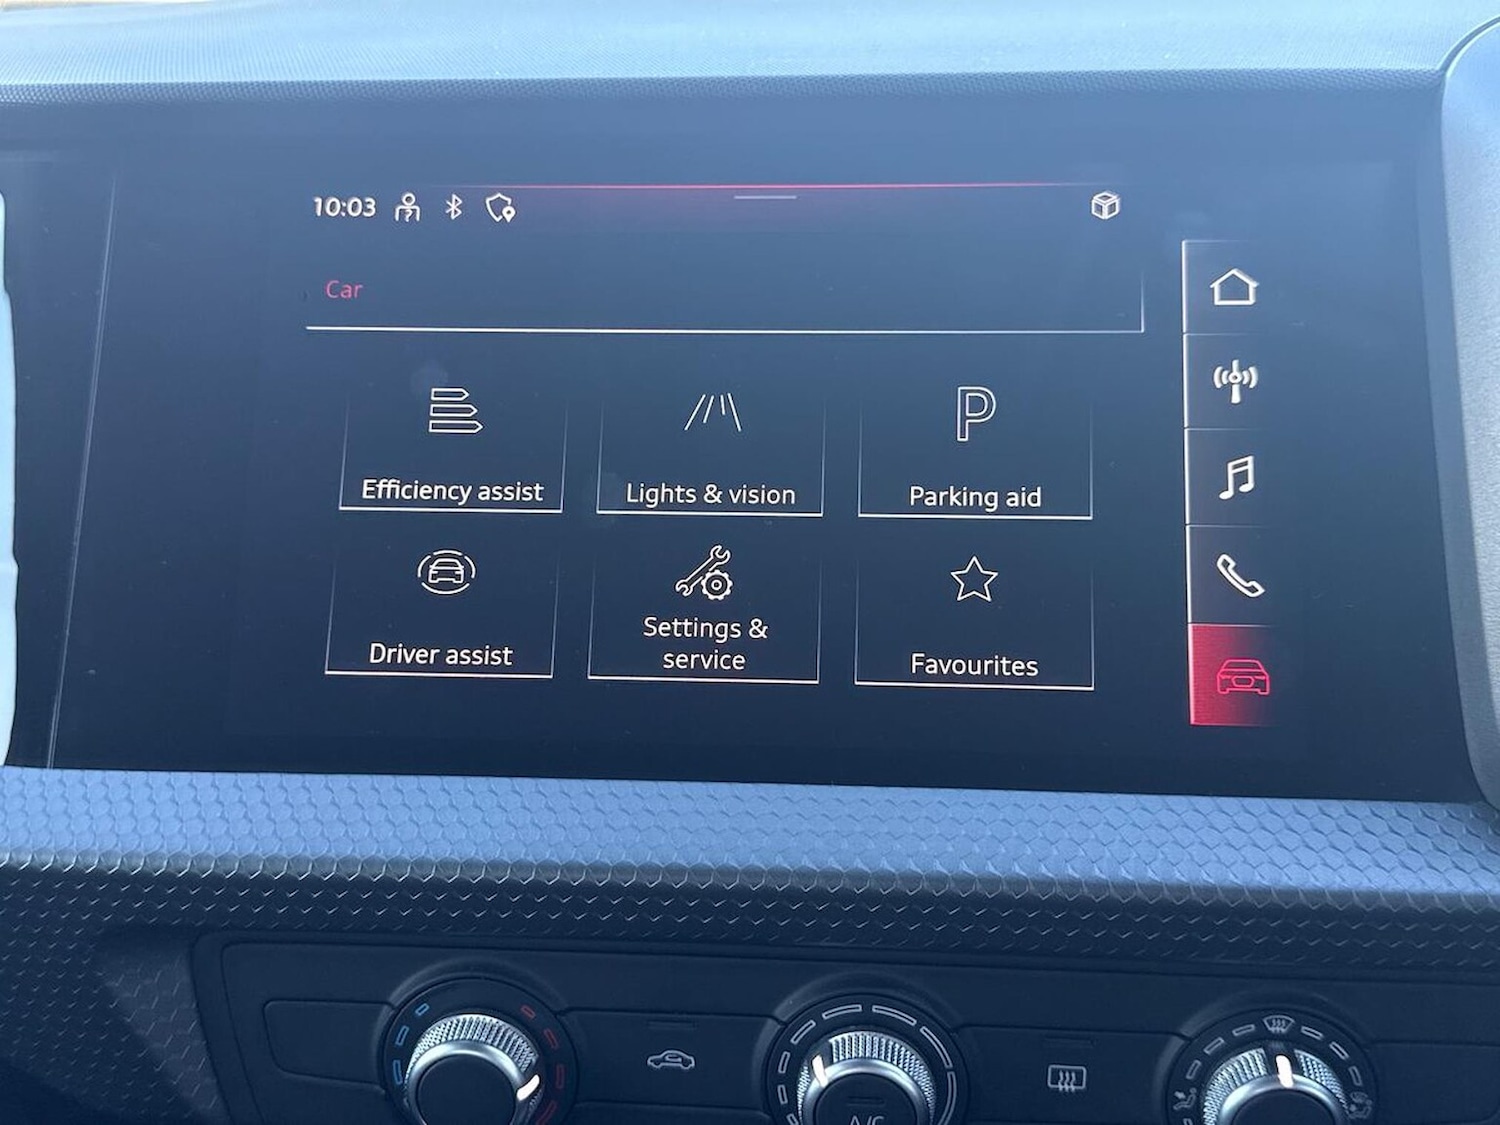 10:03
Car
Efficiency assist
Lights & vision
P
Parking aid
Driver assist
Settings &
service
Favourites
A/C